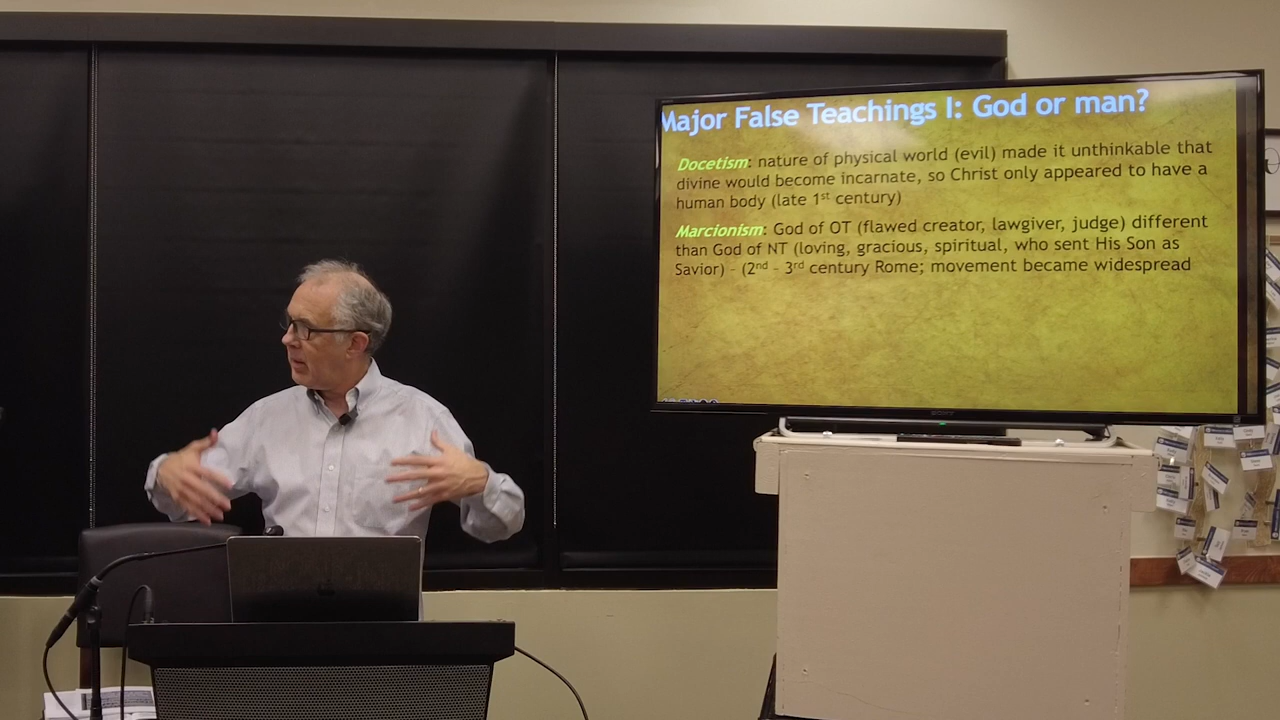 Major False Teachings I: God or man?
Docetism: nature of physical world (evil) made it unthinkable that
divine would become incarnate, so Christ only appeared to have a
human body (late 1st century)
Marcionism: God of OT (flawed creator, lawgiver, judge) different
than God of NT (loving, gracious, spiritual, who sent His Son as
Savior) - (2nd - 3rd century Rome; movement became widespread
SONY